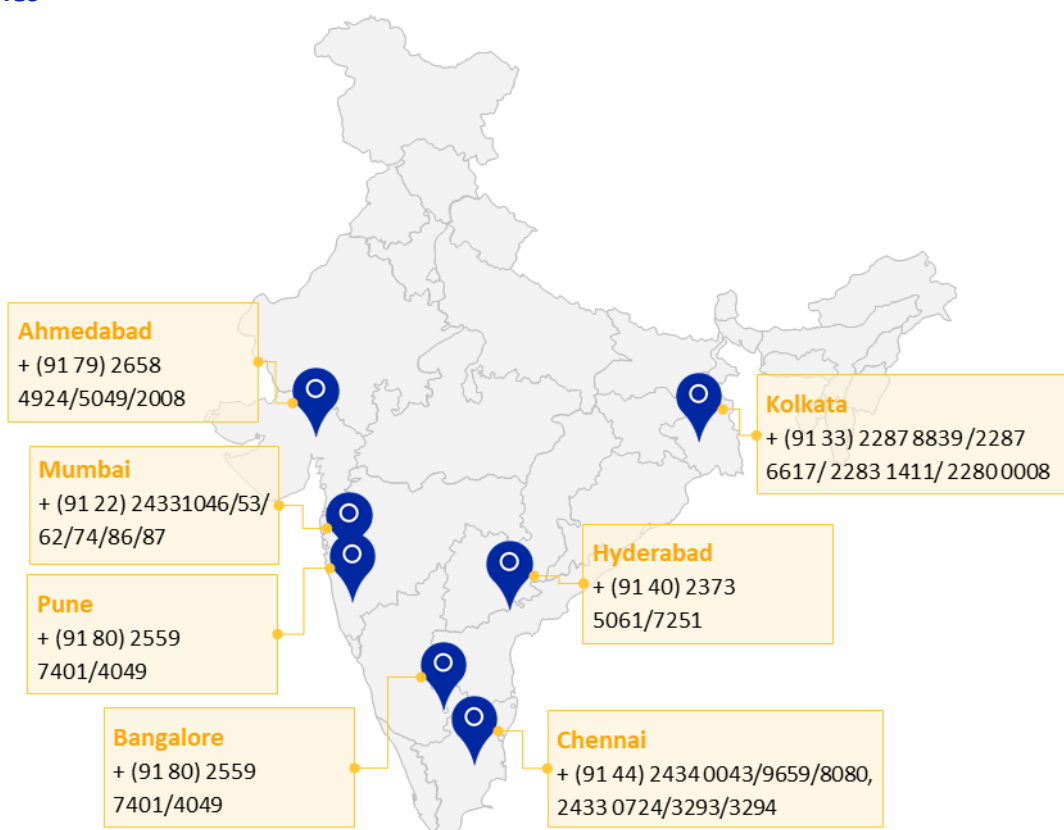 Ahmedabad
+ (91 79) 2658
4924/5049/2008
Mumbai
+ (91 22) 24331046/53/
62/74/86/87
Pune
+ (91 80) 2559
7401/4049
Bangalore
+ (91 80) 2559
7401/4049
Kolkata
+ (91 33) 2287 8839 /2287
6617/ 2283 1411/ 2280 0008
Hyderabad
+ (91 40) 2373
5061/7251
Chennai
+ (91 44) 2434 0043/9659/8080,
2433 0724/3293/3294